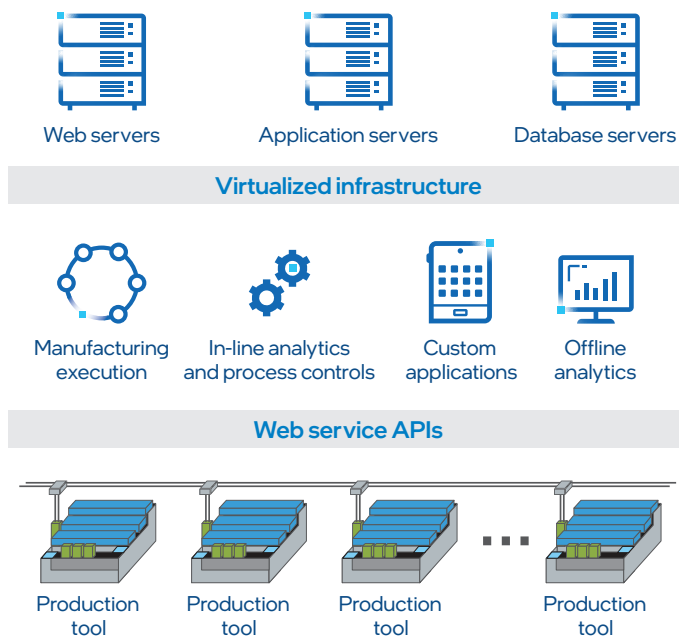 Web servers
Application servers
Database servers
Virtualized infrastructure
Manufacturing
execution
In-line analytics
and process controls
Custom
applications
Offline
analytics
Web service APIs
Production
tool
Production
tool
Production
tool
Production
tool